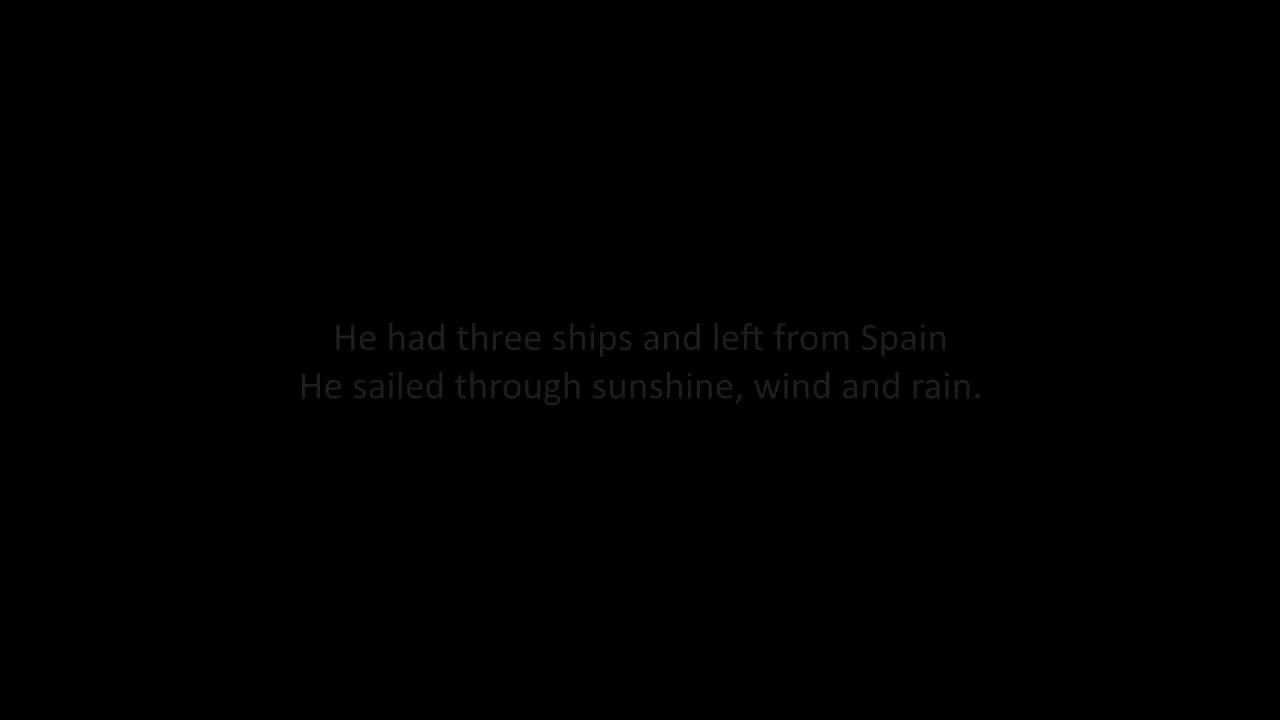 He had three ships and left from Spain
He sailed through sunshine, wind and rain.